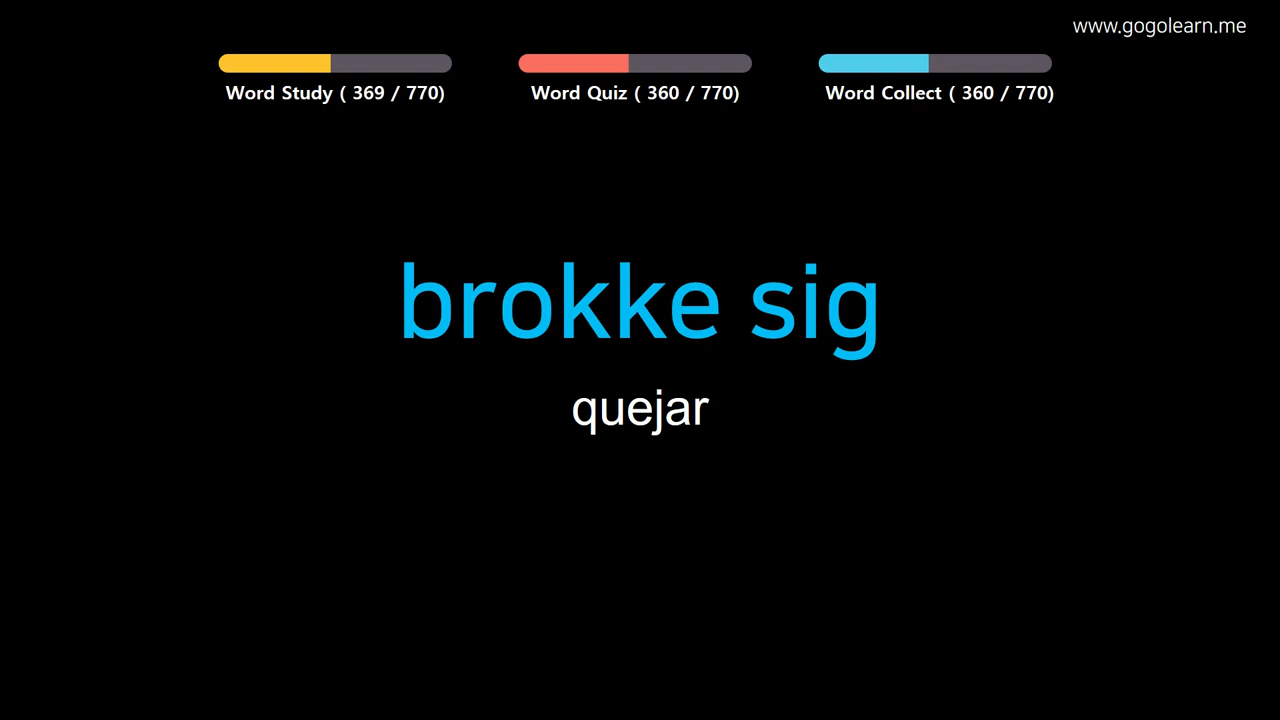 www.gogolearn.me
Word Study ( 369 / 770)
Word Quiz ( 360 / 770)
Word Collect ( 360 / 770)
brokke sig
quejar